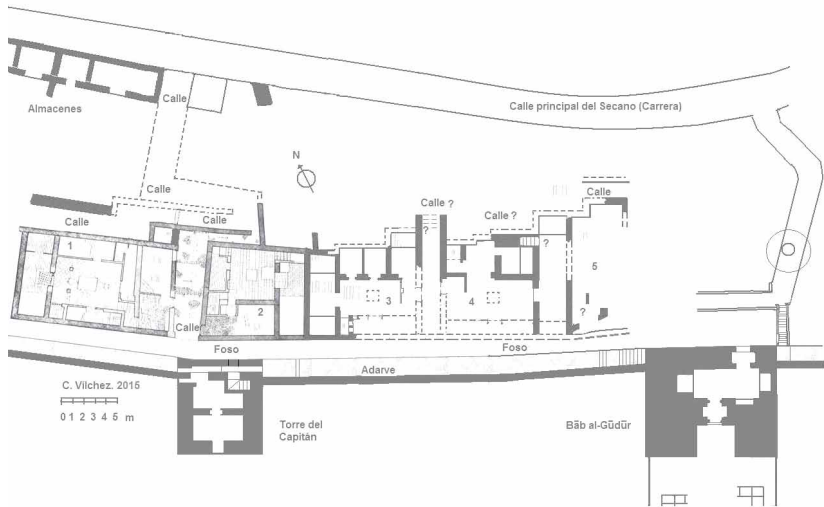 Calle
Calle principal del Secano (Carrera)
Almacenes
N
Calle
Calle
Calle
Calle ?
Calle ?
Calle
1
?
?
5
3
4
2
?
Calle
Foso
Foso
Adarve
C. Vilchez. 2015
0 1 2 3 4 5 m
Torre del
Capitán
Bāb al-Gūdūr